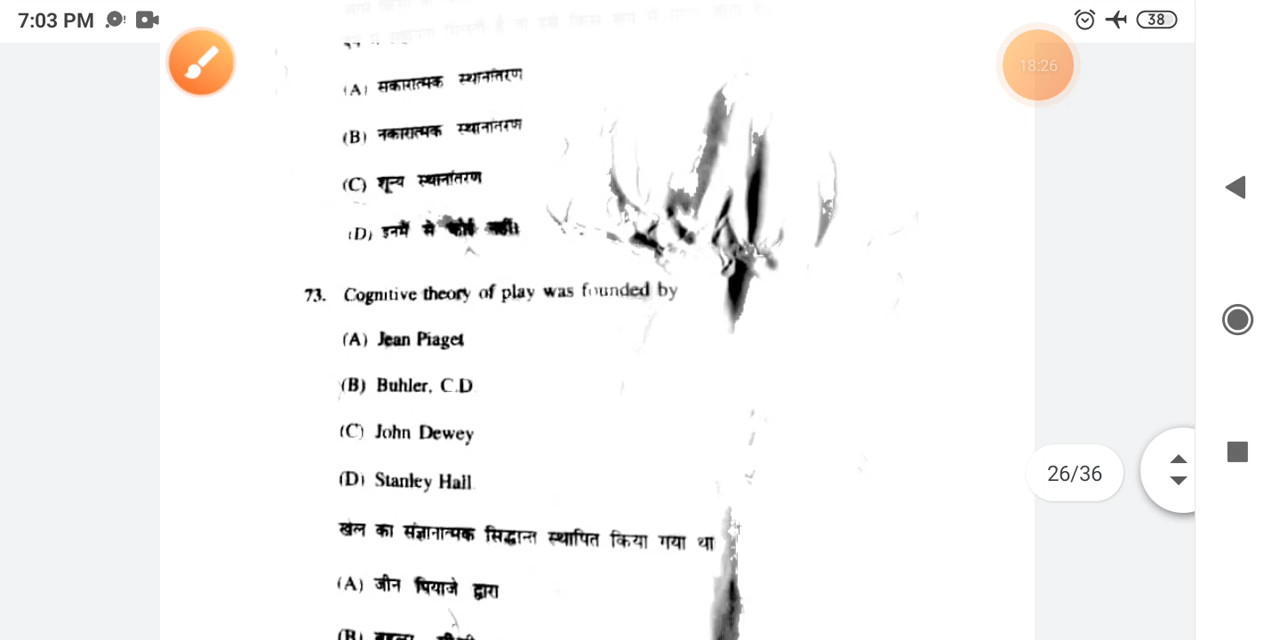 7:03 PM
38
18:26
(A) सकारात्मक स्थानांतरण
(B) नकारात्मक स्थानांतरण
(C) शून्य स्थानांतरण
(D) इनमें से कोई नहीं
73. Cognitive theory of play was founded by
(A) Jean Piaget
(B) Buhler, C.D
(C) John Dewey
(D) Stanley Hall
26/36
खेल का संज्ञानात्मक सिद्धान्त स्थापित किया गया था
(A) जीन पियाजे द्वारा
(B)